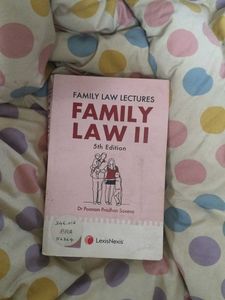 FAMILY LAW LECTURES
FAMILY
LAW II
5th Edition
Dr Poonam Pradhan Saxena
LexisNexis®